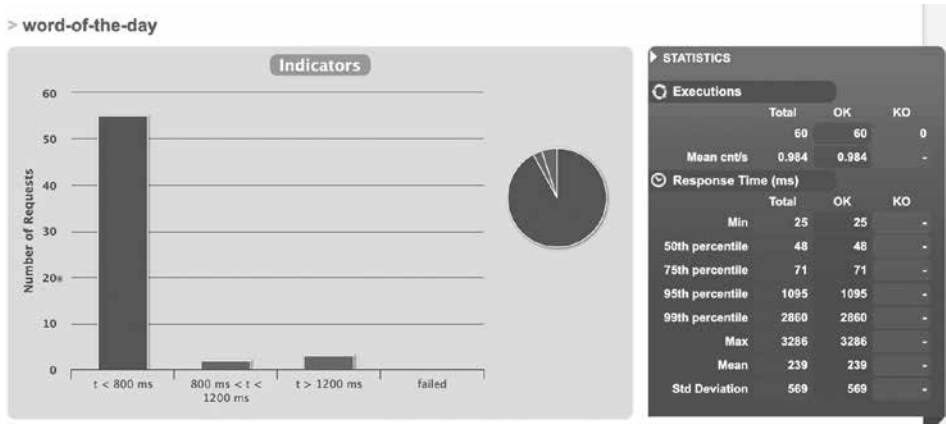 > word-of-the-day
Indicators
Number of Requests
60
50
40
30
20
10
0
t < 800 ms
800 ms < t <
1200 ms
t > 1200 ms
failed
STATISTICS
Executions
Total OK KO
60 60 0
Mean cnt/s 0.984 0.984 -
Response Time (ms)
Total OK KO
Min 25 25 -
50th percentile 48 48 -
75th percentile 71 71 -
95th percentile 1095 1095 -
99th percentile 2860 2860 -
Max 3286 3286 -
Mean 239 239 -
Std Deviation 569 569 -